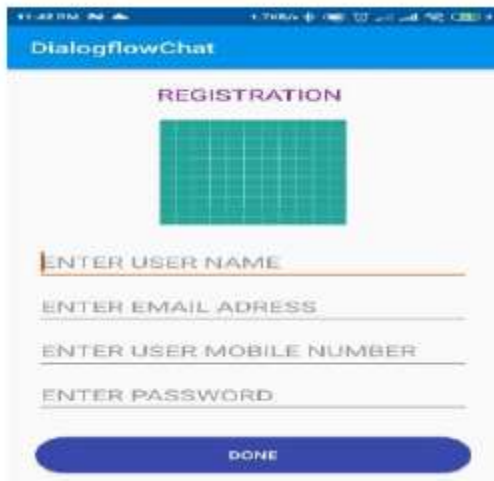 DialogflowChat
REGISTRATION
ENTER USER NAME
ENTER EMAIL ADRESS
ENTER USER MOBILE NUMBER
ENTER PASSWORD
DONE